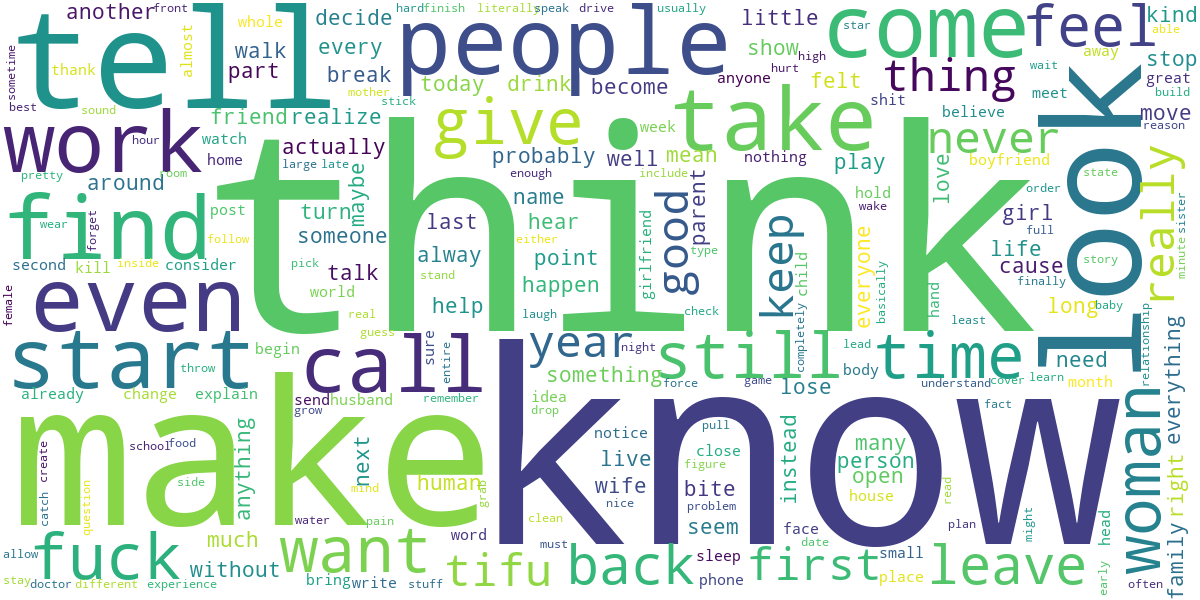 another
front
tell
almost
whole
walk
part
thank
sometime
best
sound
decide
every
break
mother
stick
hard
finish
literally
speak
drive
usually
people
today
drink
become
little
show
anyone
hurt
high
star
come
felt
shit
feel
away
kind
able
stop
wait
meet
great
build
thing
believe
move
reason
work
hour
friend
realize
watch
home
actually
large
late
pretty
room
around
give
week
take
never
probably
well
mean
nothing
play
boyfriend
enough
include
look
find
wear
forget
post
follow
turn
maybe
someone
name
last
hear
either
good
parent
hold
wake
love
order
girl
full
state
really
sister
second
kill
inside
consider
pick
talk
world
alway
stand
point
happen
girlfriend
type
keep
child
everyone
basically
hand
life
cause
finally
story
minute
female
even
think
real
guess
help
laugh
check
least
long
baby
start
begin
throw
call
sure
entire
year
night
something
still
completely
lead
time
body
understand
cover
learn
need
month
relationship
already
change
explain
send
husband
grow
remember
idea
drop
force
game
lose
fact
woman
everything
make
school
food
side
anything
next
mind
human
grab
know
notice
live
wife
nice
close
figure
pull
bite
problem
instead
many
person
open
house
read
right
catch
create
question
water
pain
word
clean
must
seem
face
date
small
plan
might
head
allow
fuck
much
without
want
tifu
back
sleep
phone
first
place
leave
early
often
family
stay
doctor
different
experience
bring
write
stuff